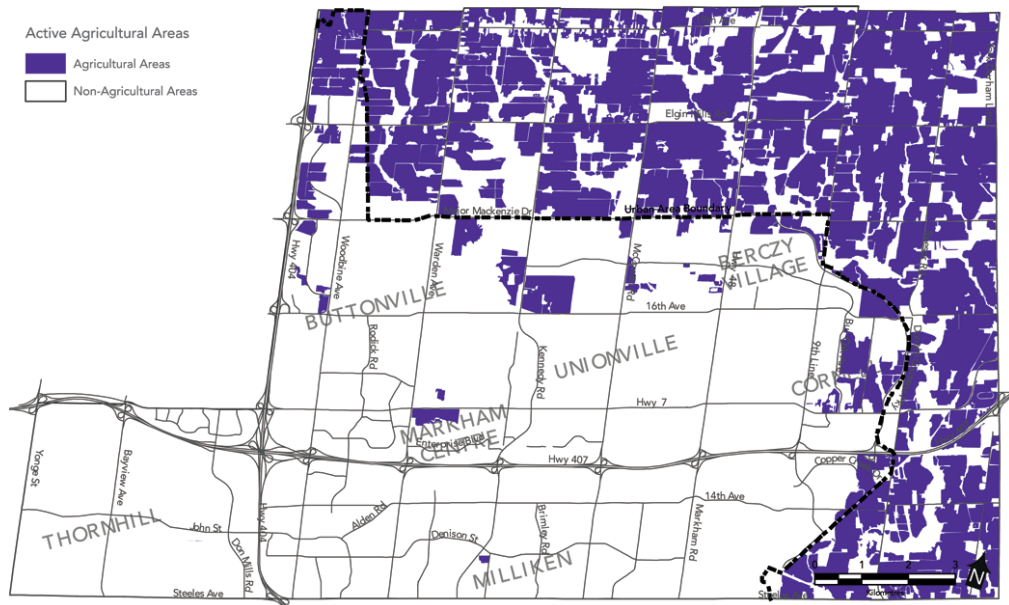 Active Agricultural Areas
Agricultural Areas
Non-Agricultural Areas
Elgin Mills
Mackenzie Dr
Urban Area Boundary
Hwy 404
Woodbine Ave
Warden Ave
BERCZY
VILLAGE
BUTTONVILLE
16th Ave
Rodick Rd
Kennedy Rd
UNIONVILLE
9th Line
Hwy 7
MARKHAM
CENTRE
Enterprise Blvd
Hwy 407
Copper
Yonge St
Bayview Ave
14th Ave
THORNHILL
John St
Hwy 404
Don Mills Rd
Alden Rd
Denison St
Brimley Rd
Markham Rd
MILLIKEN
Steeles Ave
0 1 2 3
Kilometres
N